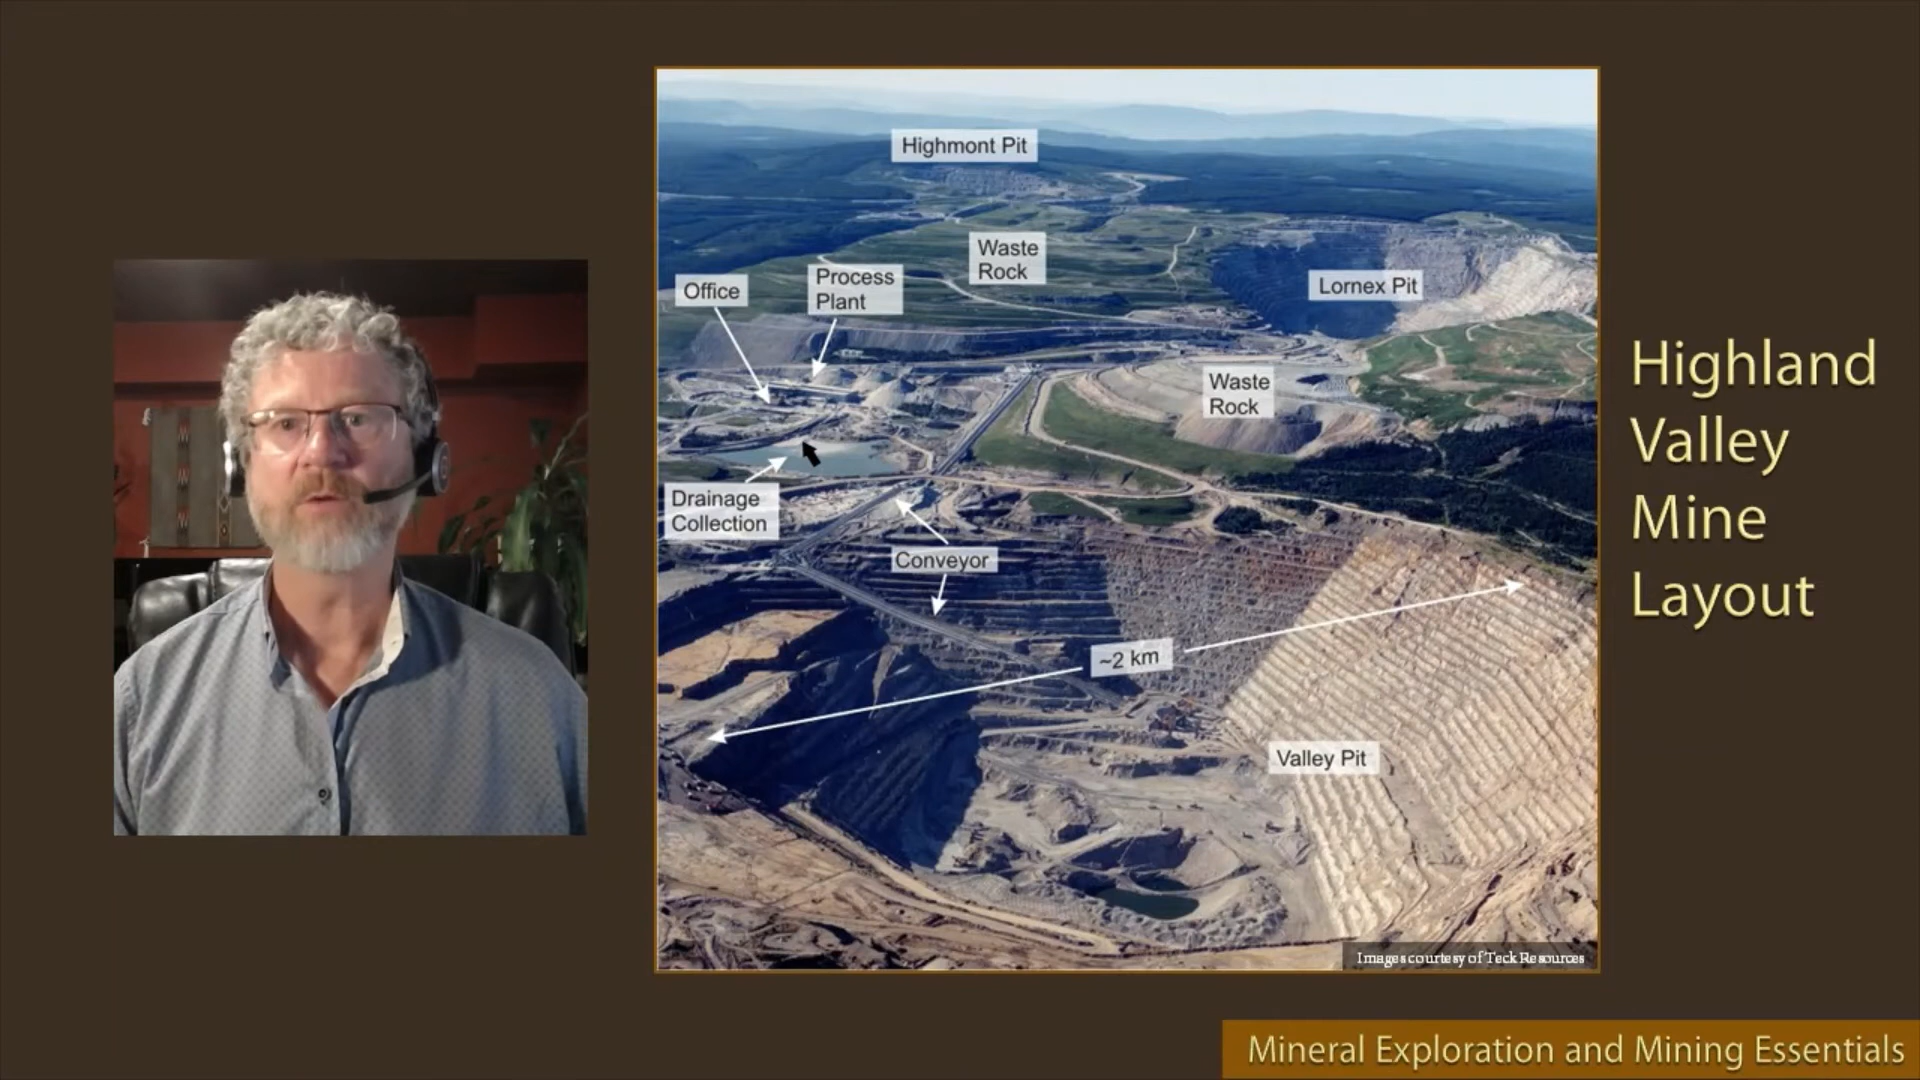 Highmont Pit
Waste
Rock
Office
Process
Plant
Lornex Pit
Waste
Rock
Drainage
Collection
Conveyor
~2 km
Valley Pit
Images courtesy of Teck Resources
Highland
Valley
Mine
Layout
Mineral Exploration and Mining Essentials